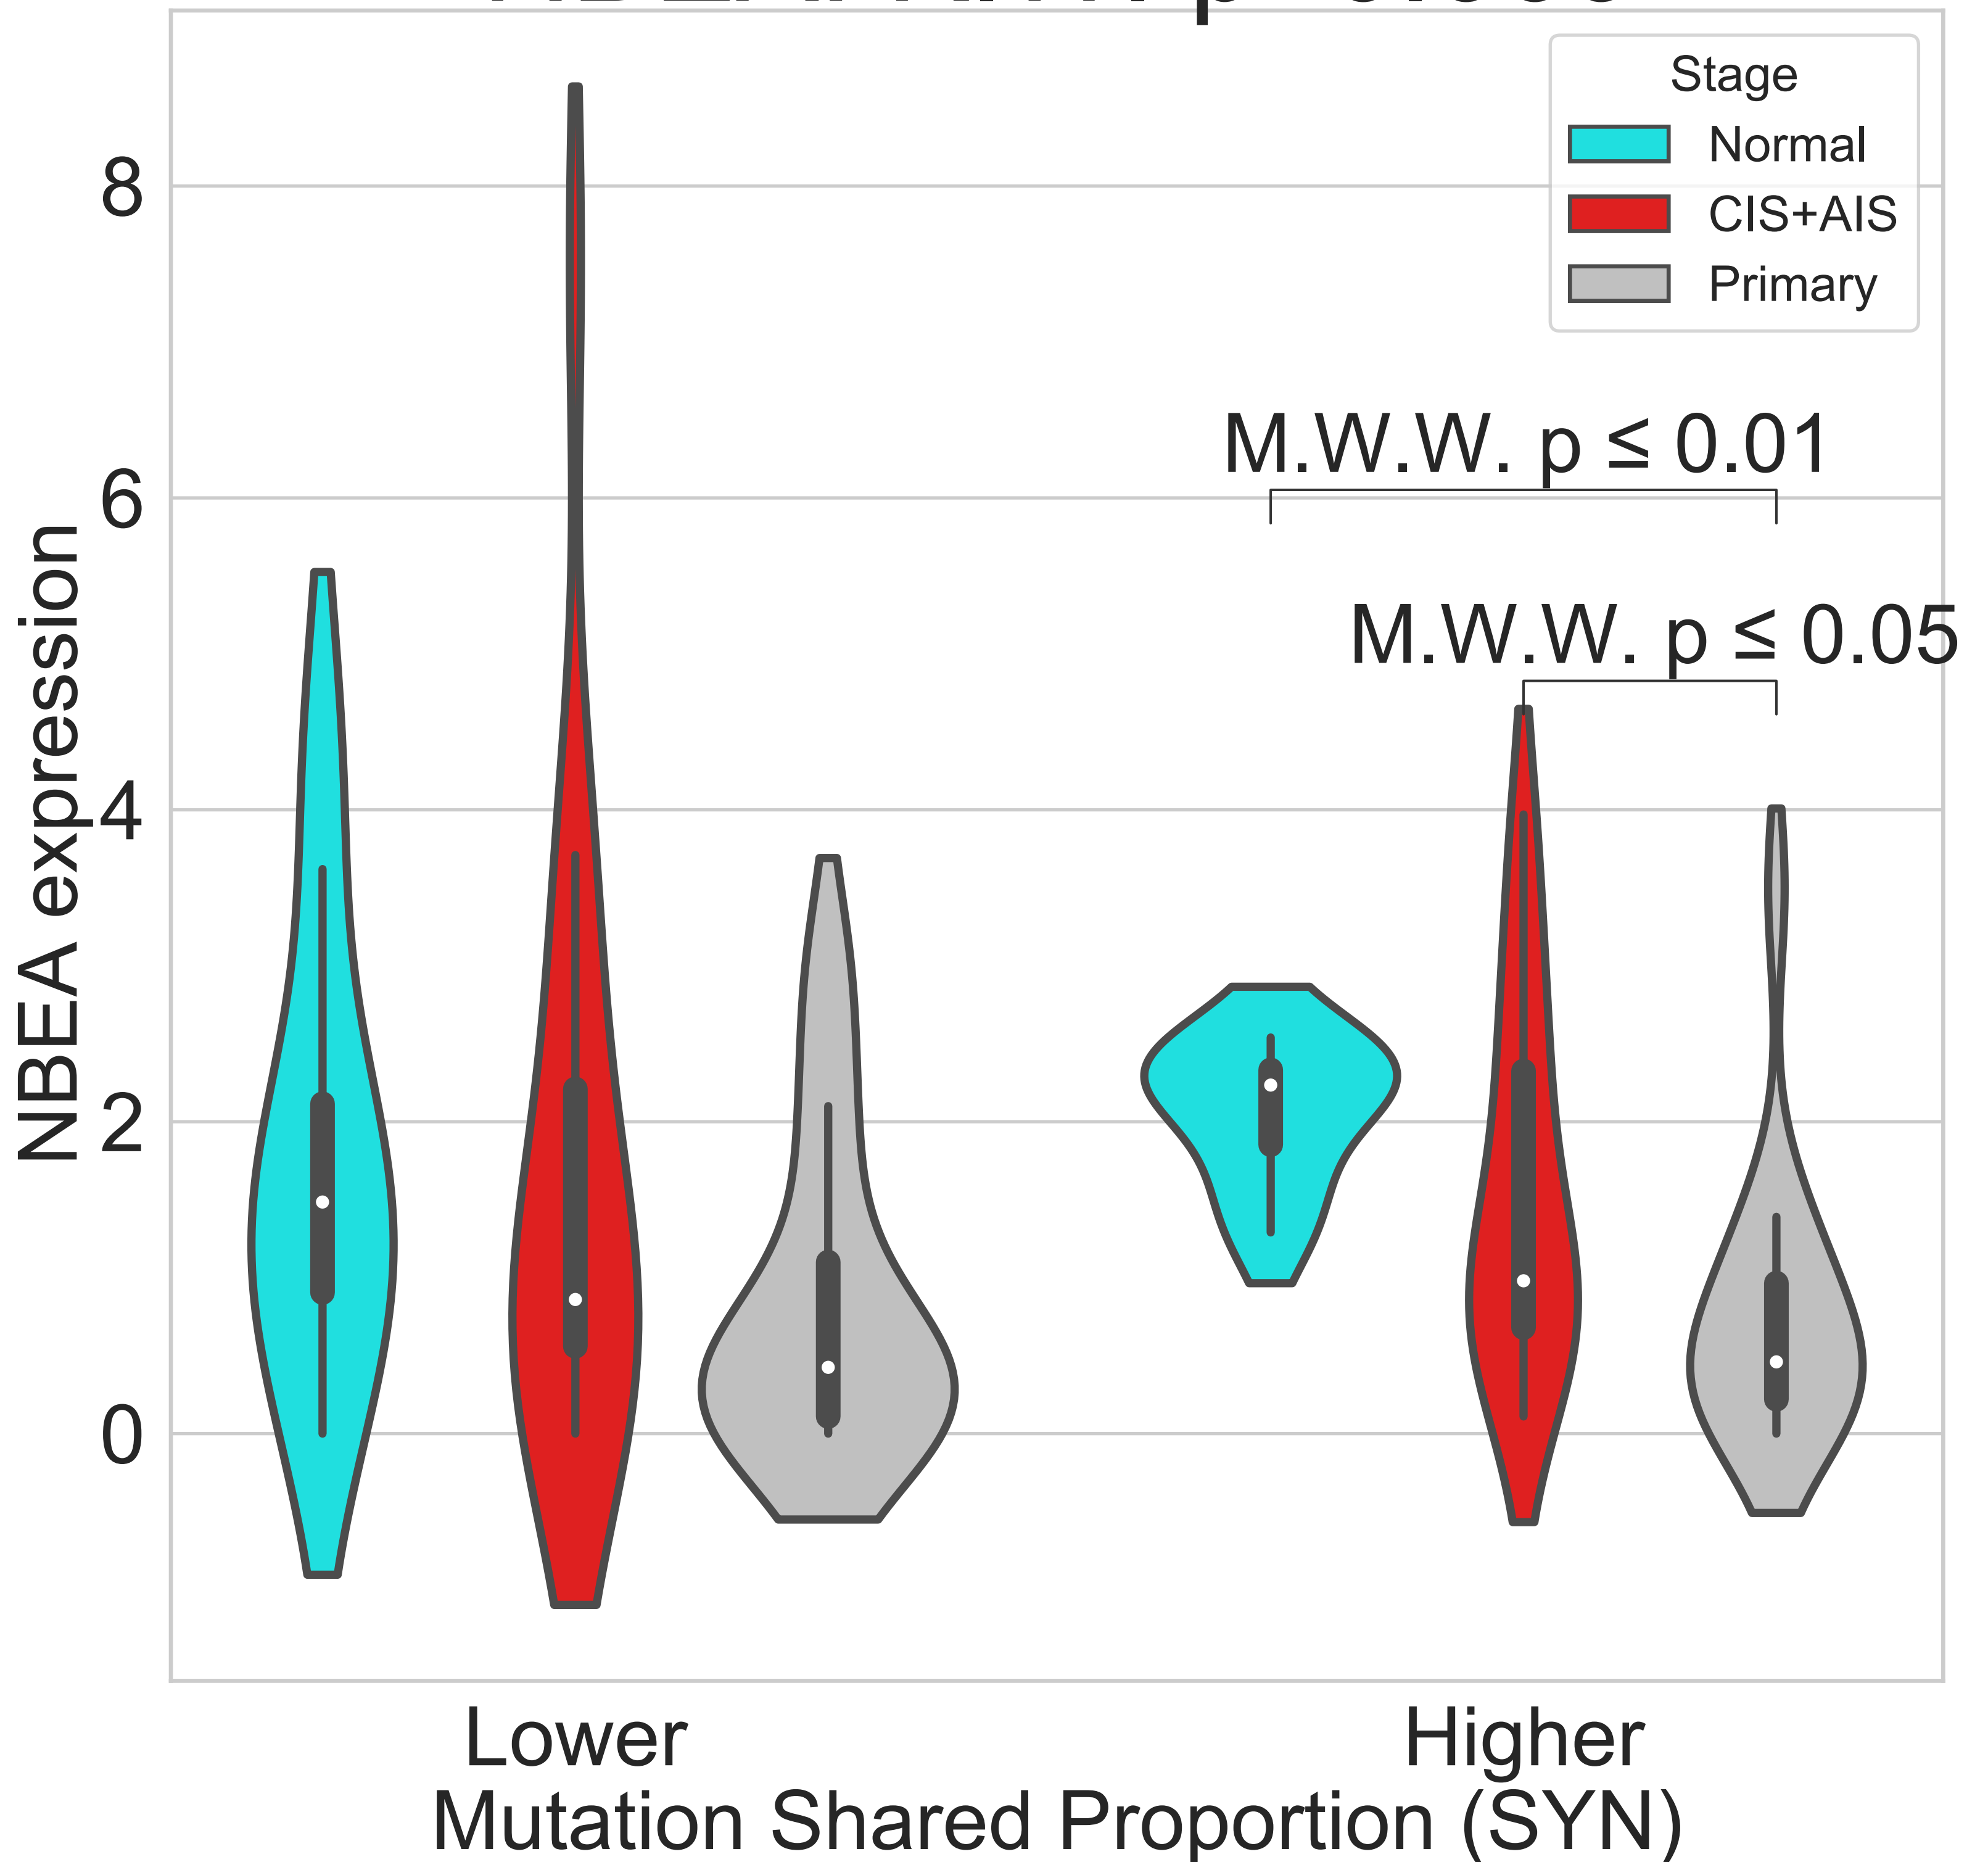 Stage
Normal
CIS+AIS
Primary
8
6
4
2
0
NBEA expression
M.W.W. p ≤ 0.01
M.W.W. p ≤ 0.05
Lower
Higher
Mutation Shared Proportion (SYN)